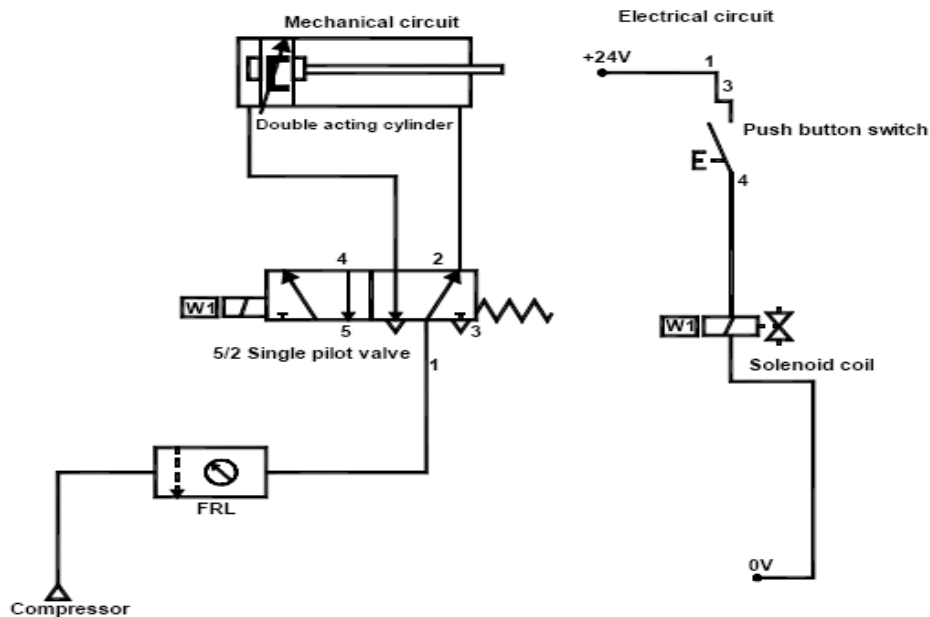 Mechanical circuit
Double acting cylinder
4
2
W1
5
3
5/2 Single pilot valve
1
FRL
Compressor
Electrical circuit
+24V
1
3
Push button switch
E
4
W1
Solenoid coil
0V